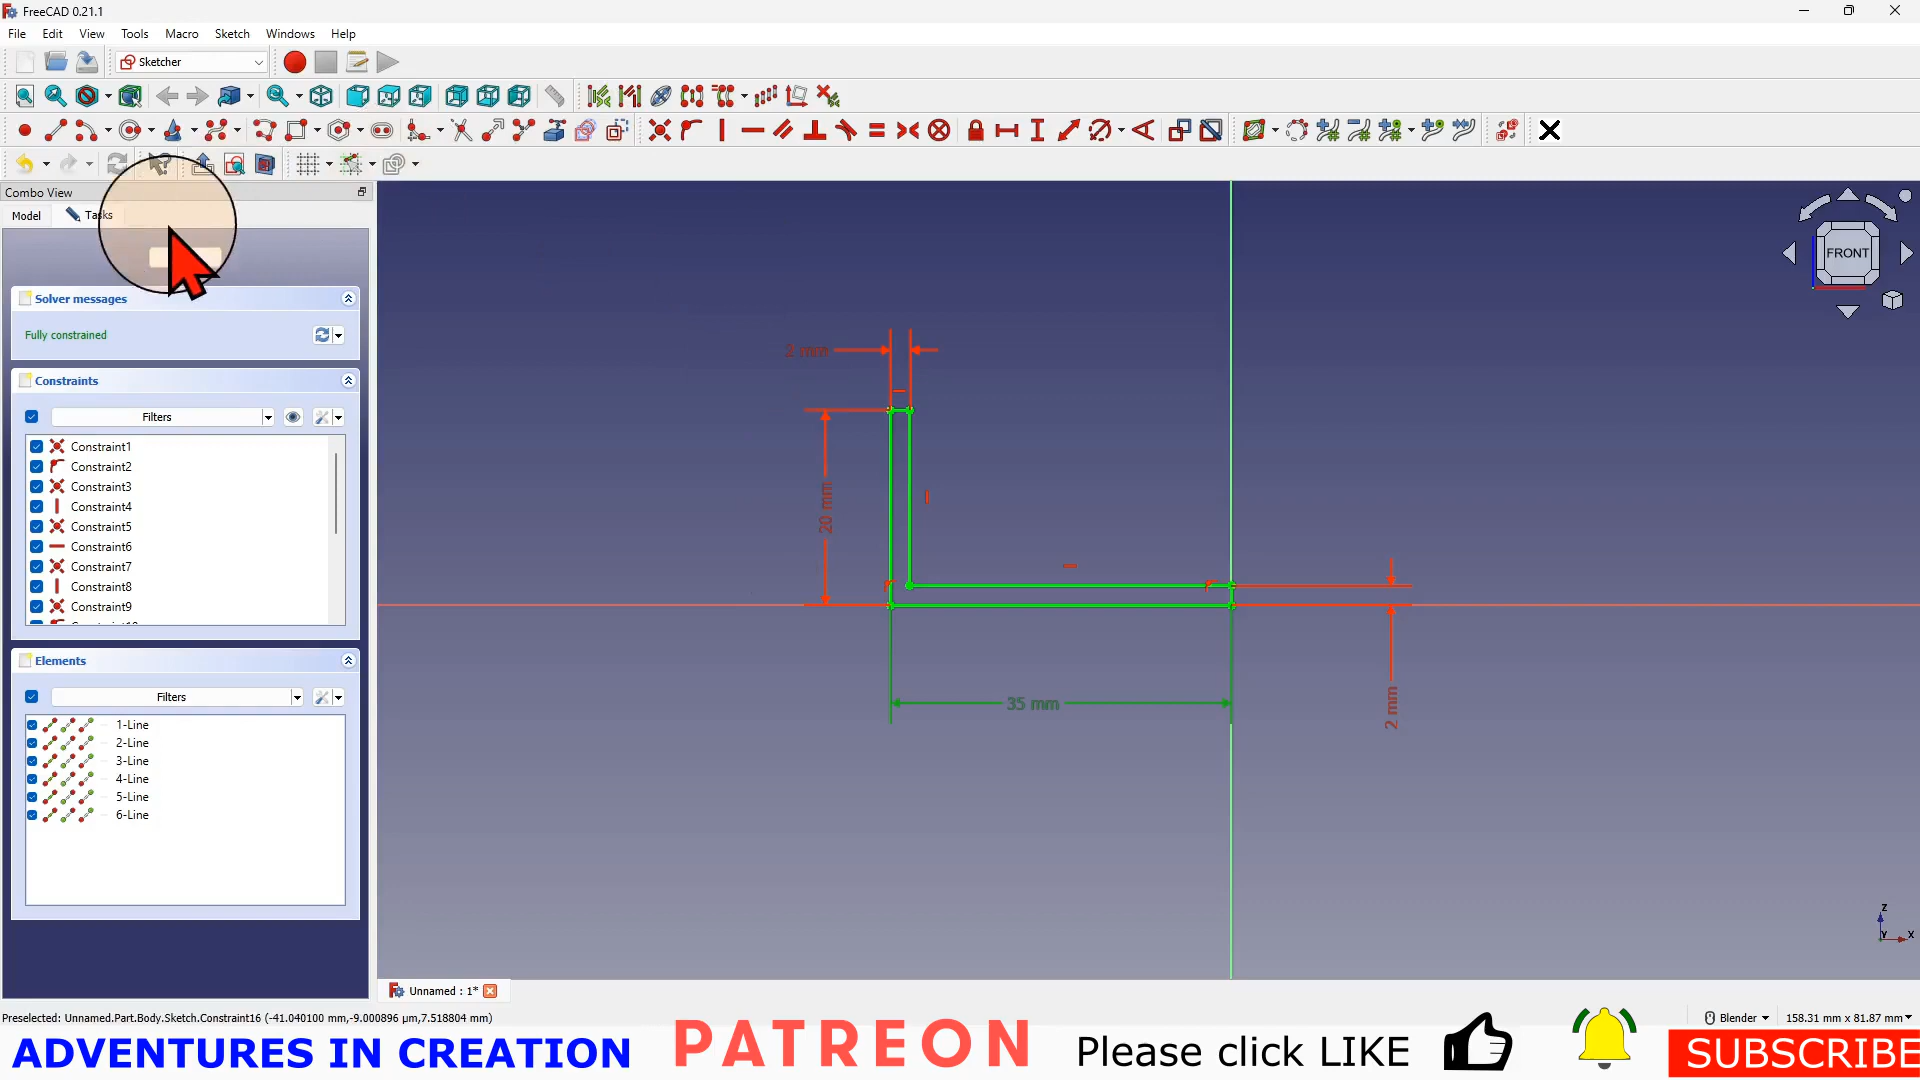 FreeCAD 0.21.1
File Edit View Tools Macro Sketch Windows Help
Sketcher
Combo View
Model Tasks
Solver messages
Fully constrained
Constraints
Filters
Constraint1
Constraint2
Constraint3
Constraint4
Constraint5
Constraint6
Constraint7
Constraint8
Constraint9
Elements
Filters
1-Line
2-Line
3-Line
4-Line
5-Line
6-Line
2 mm
20 mm
35 mm
2 mm
FRONT
Z
Y X
Unnamed : 1*
Preselected: Unnamed.Part.Body.Sketch.Constraint16 (-41.040100 mm,-9.000896 µm,7.518804 mm)
Blender 158.31 mm x 81.87 mm
ADVENTURES IN CREATION PATREON Please click LIKE SUBSCRIBE